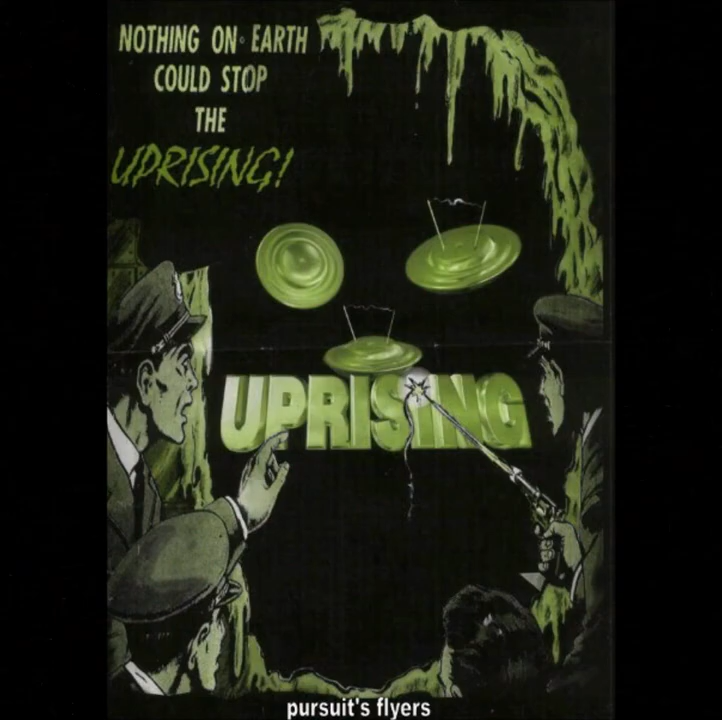 NOTHING ON EARTH
COULD STOP
THE
UPRISING!
UPRISING
pursuit's flyers